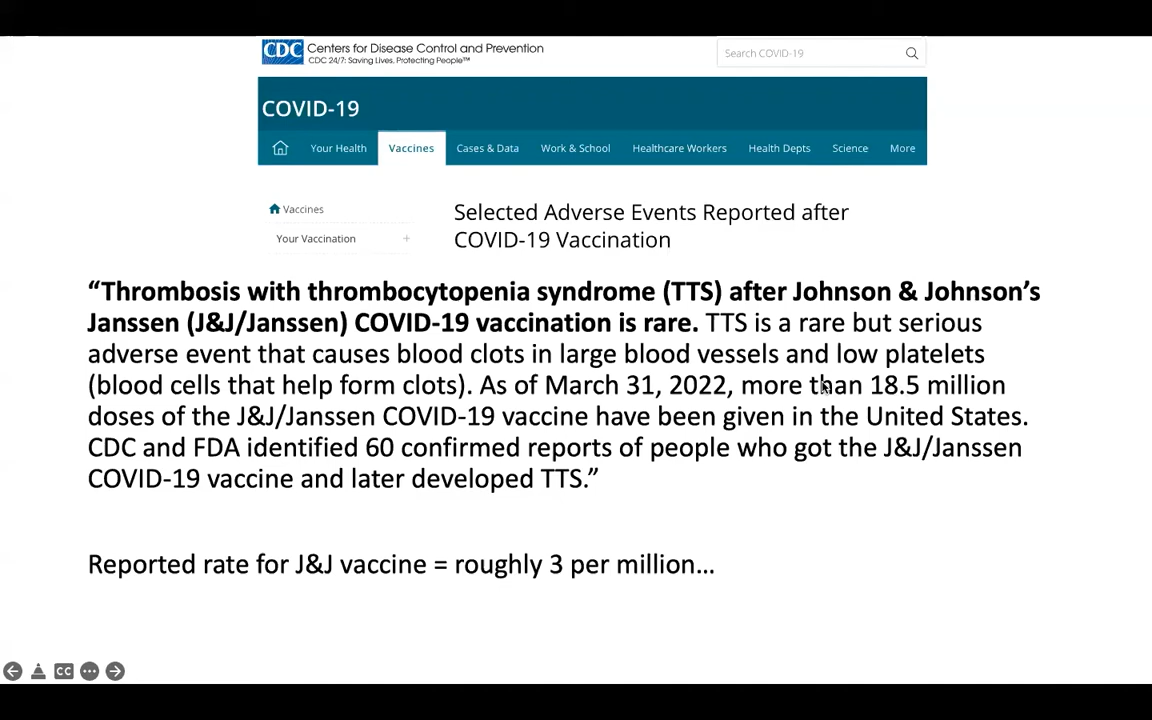 CDC
Centers for Disease Control and Prevention
CDC 24/7: Saving Lives. Protecting People™
Search COVID-19
COVID-19
Your Health
Vaccines
Cases & Data
Work & School
Healthcare Workers
Health Depts
Science
More
Vaccines
Your Vaccination +
Selected Adverse Events Reported after
COVID-19 Vaccination
“Thrombosis with thrombocytopenia syndrome (TTS) after Johnson & Johnson’s
Janssen (J&J/Janssen) COVID-19 vaccination is rare. TTS is a rare but serious
adverse event that causes blood clots in large blood vessels and low platelets
(blood cells that help form clots). As of March 31, 2022, more than 18.5 million
doses of the J&J/Janssen COVID-19 vaccine have been given in the United States.
CDC and FDA identified 60 confirmed reports of people who got the J&J/Janssen
COVID-19 vaccine and later developed TTS.”
Reported rate for J&J vaccine = roughly 3 per million…
CC